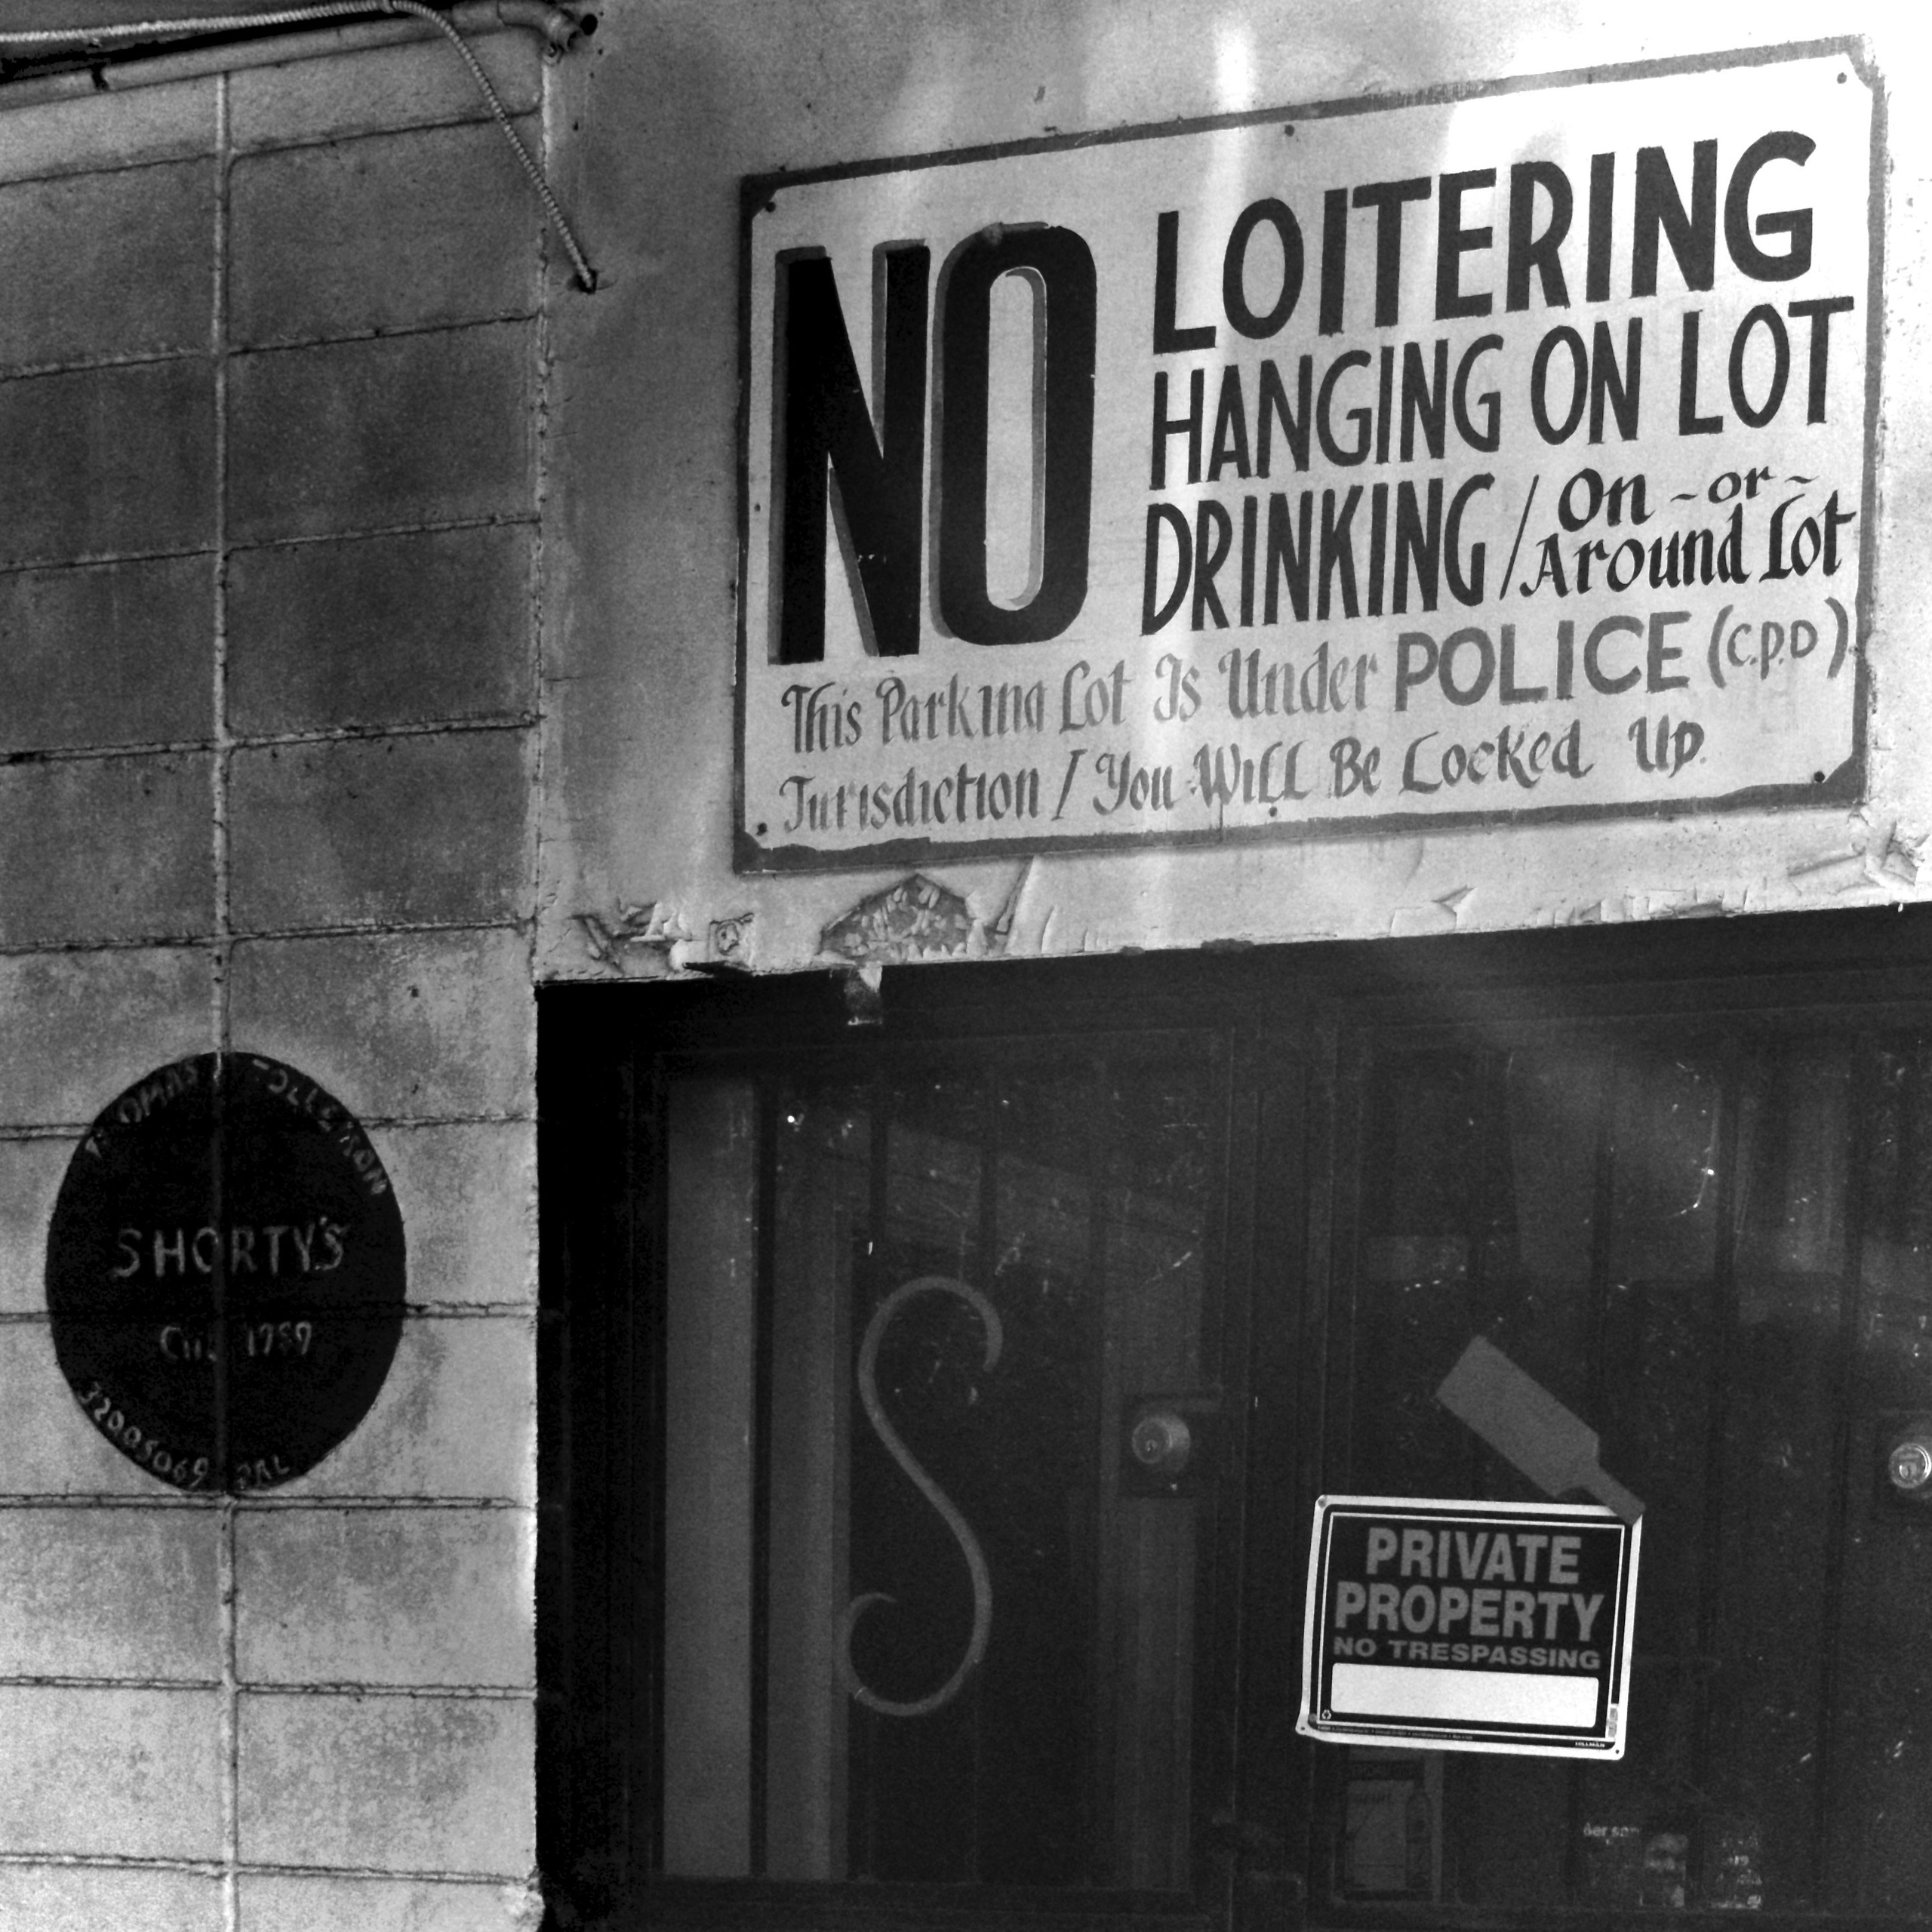 NO LOITERING
HANGING ON LOT
DRINKING / On ~or~
Around Lot
This Parking Lot Is Under POLICE (C.P.D)
Jurisdiction / You Will Be Locked Up.
SHORTY'S
PRIVATE
PROPERTY
NO TRESPASSING
HILLMAN